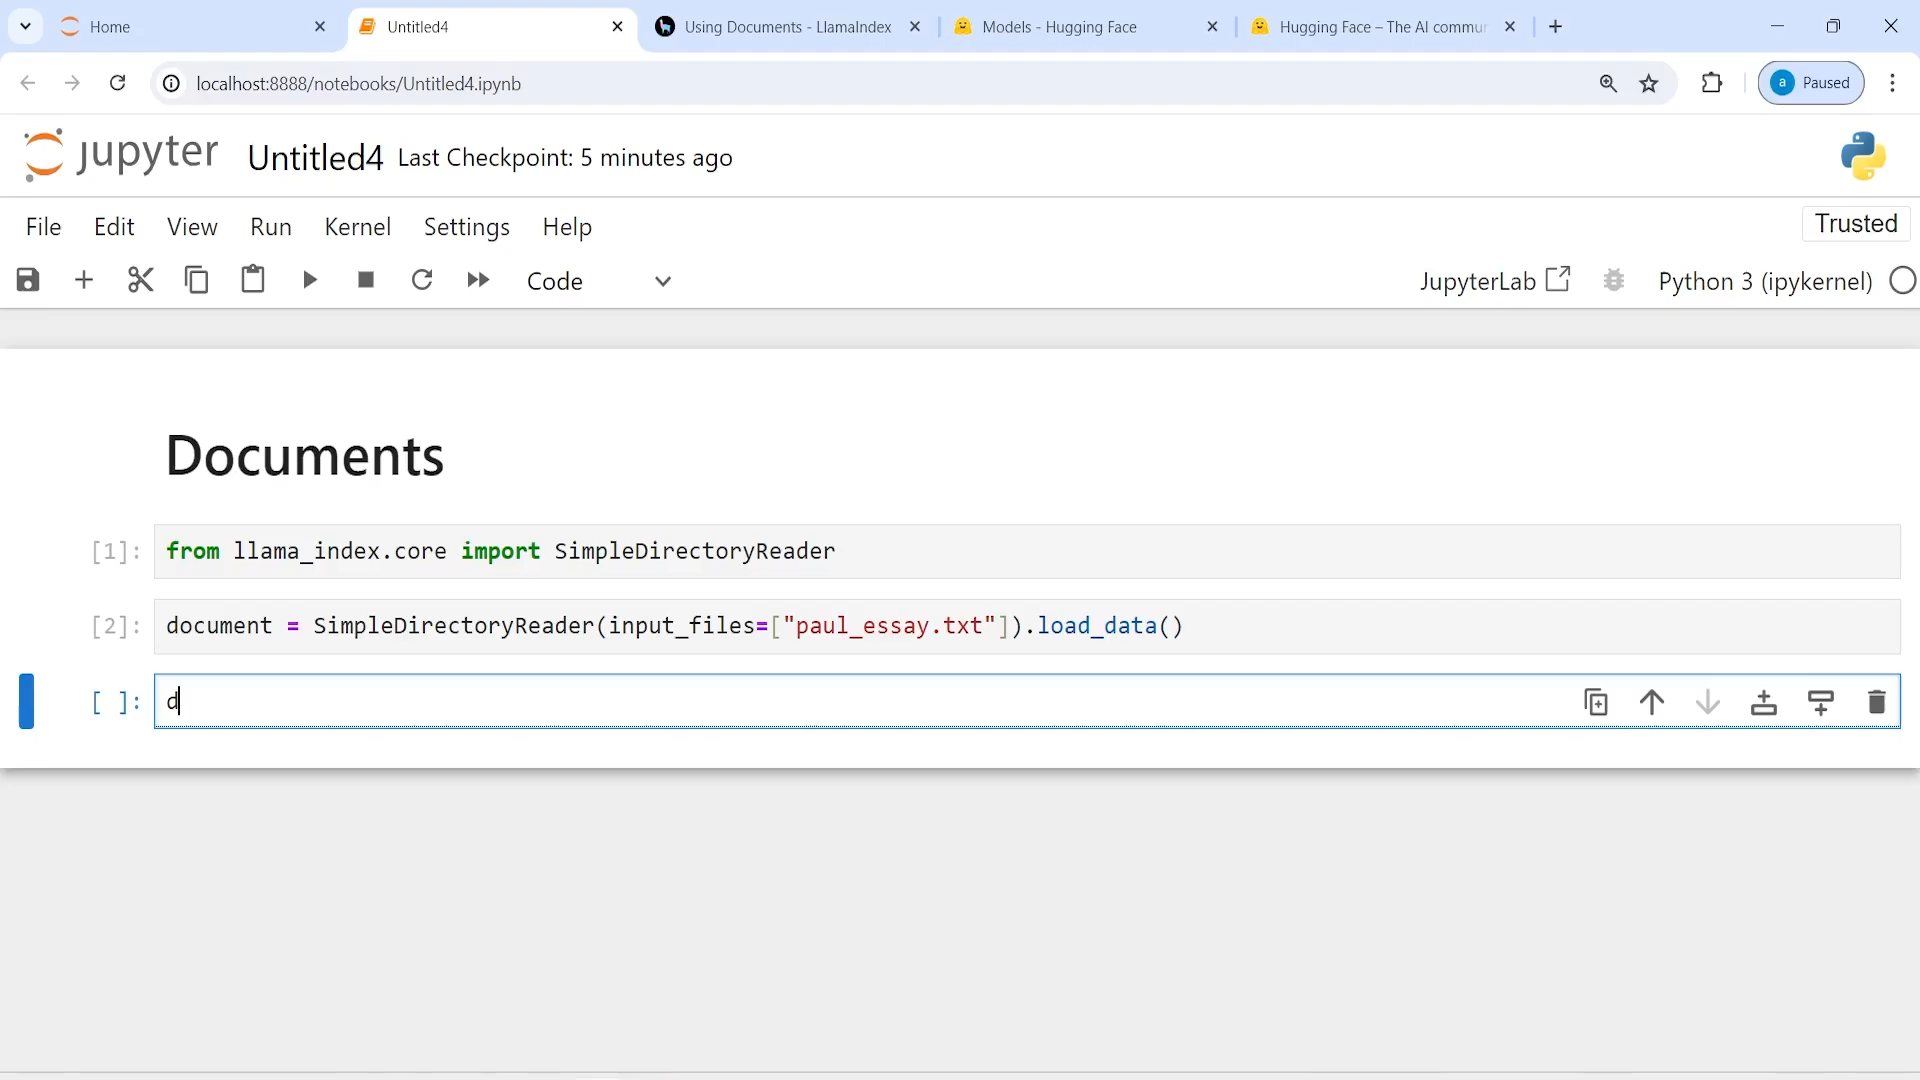 Home
Untitled4
Using Documents - LlamaIndex
Models - Hugging Face
Hugging Face – The AI commu
localhost:8888/notebooks/Untitled4.ipynb
a Paused
jupyter Untitled4 Last Checkpoint: 5 minutes ago
File Edit View Run Kernel Settings Help Trusted
Code JupyterLab Python 3 (ipykernel)
Documents
[1]: from llama_index.core import SimpleDirectoryReader
[2]: document = SimpleDirectoryReader(input_files=["paul_essay.txt"]).load_data()
[ ]: d